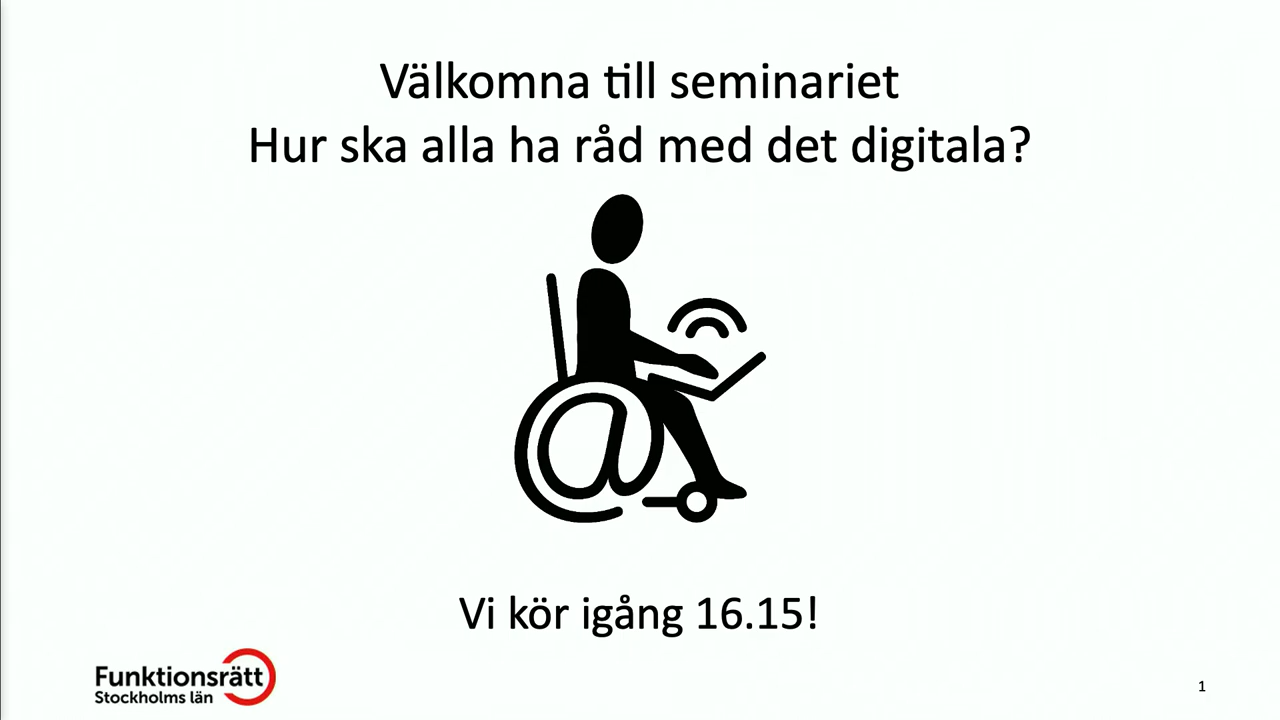 Välkomna till seminariet
Hur ska alla ha råd med det digitala?
@
Vi kör igång 16.15!
Funktionsrätt
Stockholms län
1